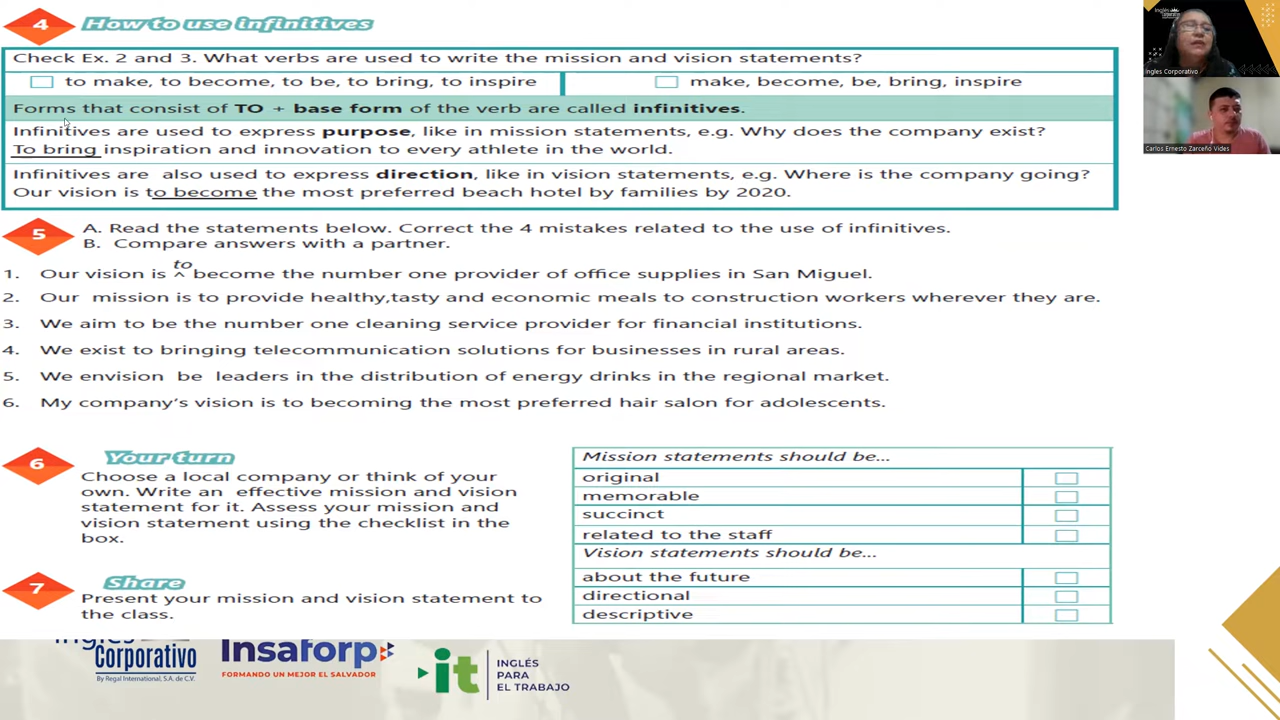 4 How to use infinitives
Check Ex. 2 and 3. What verbs are used to write the mission and vision statements?
to make, to become, to be, to bring, to inspire
make, become, be, bring, inspire
Forms that consist of TO + base form of the verb are called infinitives.
Infinitives are used to express purpose, like in mission statements, e.g. Why does the company exist?
To bring inspiration and innovation to every athlete in the world.
Infinitives are also used to express direction, like in vision statements, e.g. Where is the company going?
Our vision is to become the most preferred beach hotel by families by 2020.
5 A. Read the statements below. Correct the 4 mistakes related to the use of infinitives.
B. Compare answers with a partner.
to
1. Our vision is ^ become the number one provider of office supplies in San Miguel.
2. Our mission is to provide healthy,tasty and economic meals to construction workers wherever they are.
3. We aim to be the number one cleaning service provider for financial institutions.
4. We exist to bringing telecommunication solutions for businesses in rural areas.
5. We envision be leaders in the distribution of energy drinks in the regional market.
6. My company's vision is to becoming the most preferred hair salon for adolescents.
6 Your turn
Choose a local company or think of your
own. Write an effective mission and vision
statement for it. Assess your mission and
vision statement using the checklist in the
box.
7 Share
Present your mission and vision statement to
the class.
Mission statements should be...
original
memorable
succinct
related to the staff
Vision statements should be...
about the future
directional
descriptive
Inglés
Corporativo
By Regal International, S.A. de C.V.
Insaforp
FORMANDO UN MEJOR EL SALVADOR
it
INGLÉS
PARA
EL TRABAJO
Inglés
Corporativo
Ingles Corporativo
Carlos Ernesto Zarceño Vides